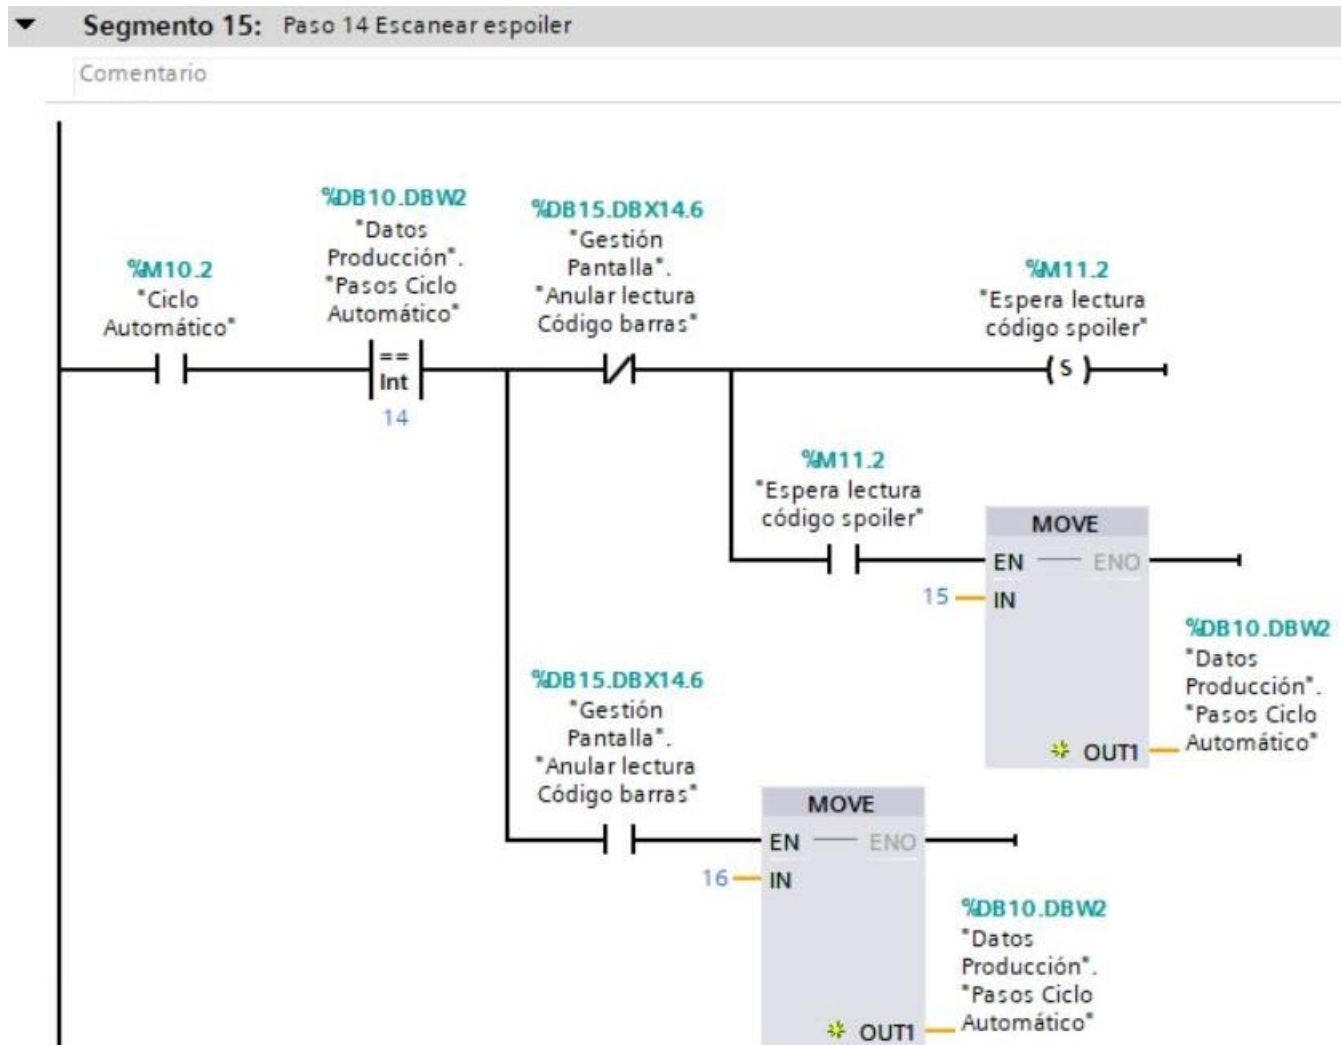 Segmento 15: Paso 14 Escanear espoiler
Comentario
%M10.2
"Ciclo
Automático"
%DB10.DBW2
"Datos
Producción".
"Pasos Ciclo
Automático"
==
Int
14
%DB15.DBX14.6
"Gestión
Pantalla".
"Anular lectura
Código barras"
%M11.2
"Espera lectura
código spoiler"
S
%M11.2
"Espera lectura
código spoiler"
MOVE
EN ENO
15 IN
OUT1
%DB10.DBW2
"Datos
Producción".
"Pasos Ciclo
Automático"
%DB15.DBX14.6
"Gestión
Pantalla".
"Anular lectura
Código barras"
MOVE
EN ENO
16 IN
OUT1
%DB10.DBW2
"Datos
Producción".
"Pasos Ciclo
Automático"